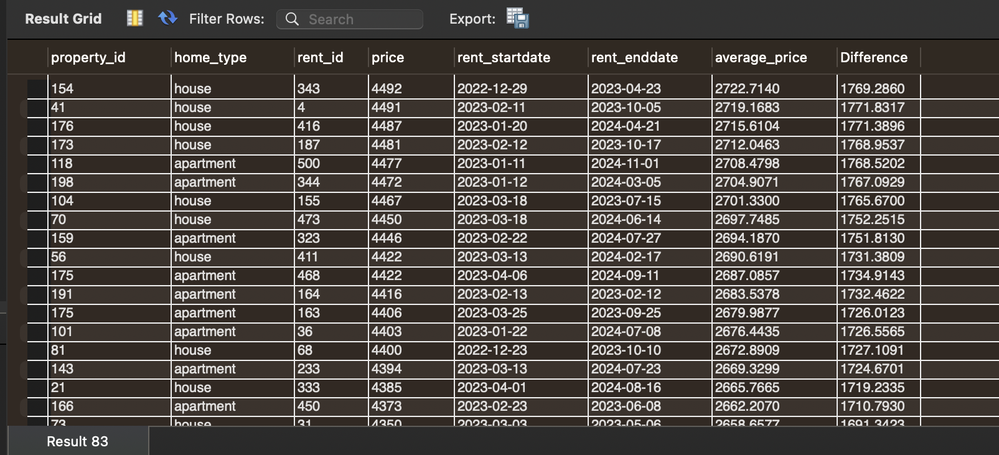 Result Grid Filter Rows: Search Export:
property_id home_type rent_id price rent_startdate rent_enddate average_price Difference
154 house 343 4492 2022-12-29 2023-04-23 2722.7140 1769.2860
41 house 4 4491 2023-02-11 2023-10-05 2719.1683 1771.8317
176 house 416 4487 2023-01-20 2024-04-21 2715.6104 1771.3896
173 house 187 4481 2023-02-12 2023-10-17 2712.0463 1768.9537
118 apartment 500 4477 2023-01-11 2024-11-01 2708.4798 1768.5202
198 apartment 344 4472 2023-01-12 2024-03-05 2704.9071 1767.0929
104 house 155 4467 2023-03-18 2023-07-15 2701.3300 1765.6700
70 house 473 4450 2023-03-18 2024-06-14 2697.7485 1752.2515
159 apartment 323 4446 2023-02-22 2024-07-27 2694.1870 1751.8130
56 house 411 4422 2023-03-13 2024-02-17 2690.6191 1731.3809
175 apartment 468 4422 2023-04-06 2024-09-11 2687.0857 1734.9143
191 apartment 164 4416 2023-02-13 2023-02-12 2683.5378 1732.4622
175 apartment 163 4406 2023-03-25 2023-09-25 2679.9877 1726.0123
101 apartment 36 4403 2023-01-22 2024-07-08 2676.4435 1726.5565
81 house 68 4400 2022-12-23 2023-10-10 2672.8909 1727.1091
143 apartment 233 4394 2023-03-13 2024-07-23 2669.3299 1724.6701
21 house 333 4385 2023-04-01 2024-08-16 2665.7665 1719.2335
166 apartment 450 4373 2023-02-23 2023-06-08 2662.2070 1710.7930
73 house 31 4350 2023-03-03 2023-05-06 2658.6577 1691.3423
Result 83